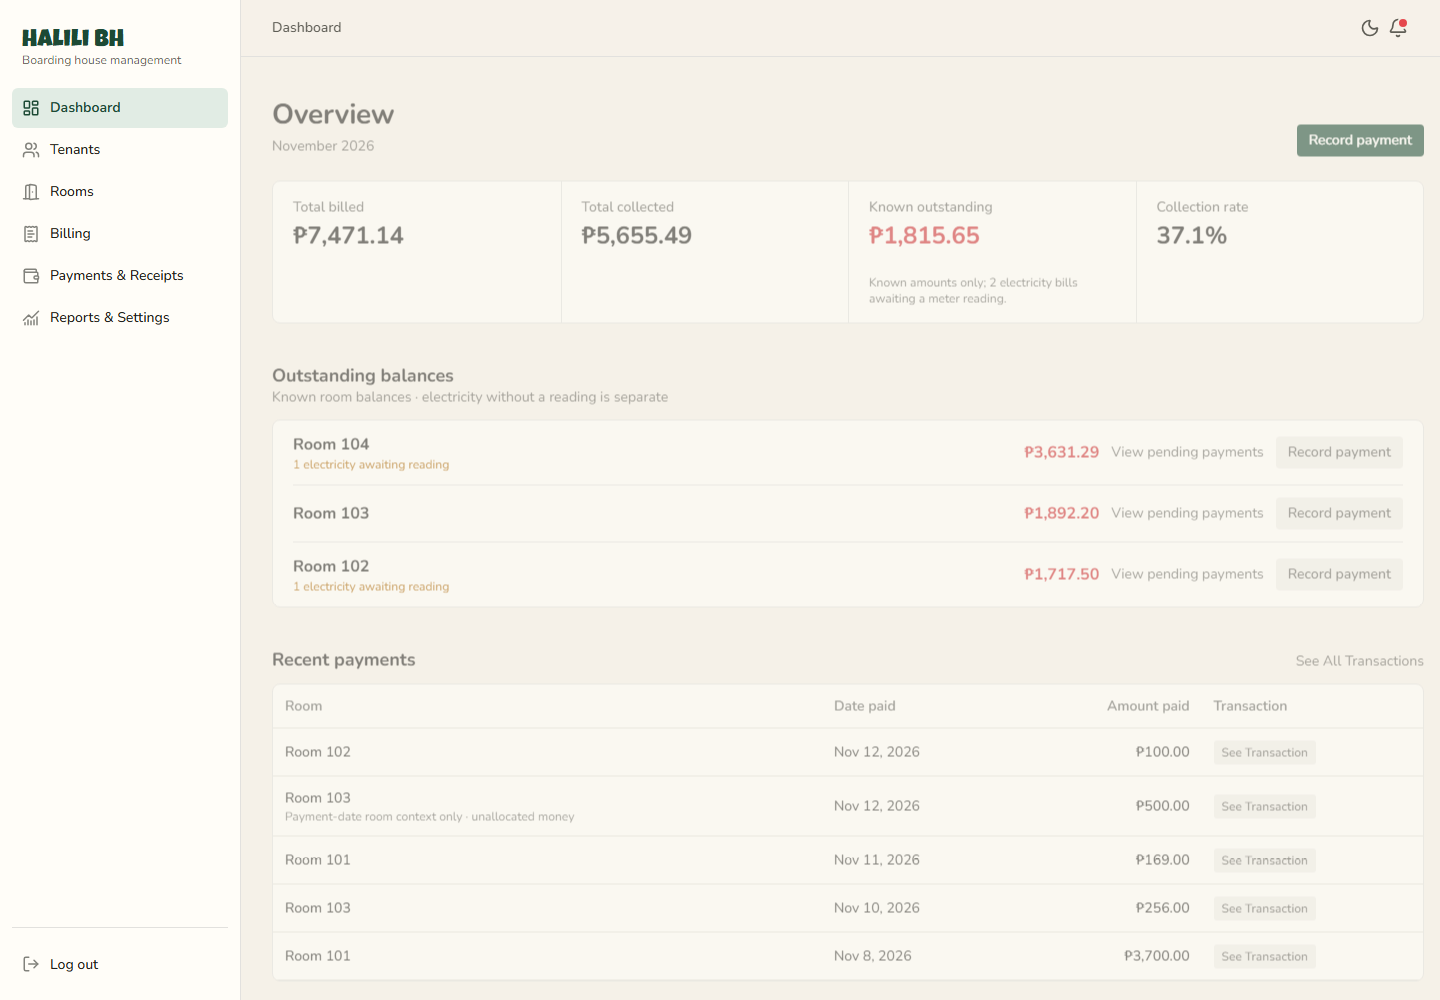 HALILI BH
Boarding house management
Dashboard
Tenants
Rooms
Billing
Payments & Receipts
Reports & Settings
Log out
Dashboard
Overview
November 2026
Record payment
Total billed
₱7,471.14
Total collected
₱5,655.49
Known outstanding
₱1,815.65
Known amounts only; 2 electricity bills
awaiting a meter reading.
Collection rate
37.1%
Outstanding balances
Known room balances · electricity without a reading is separate
Room 104
1 electricity awaiting reading
₱3,631.29 View pending payments Record payment
Room 103
₱1,892.20 View pending payments Record payment
Room 102
1 electricity awaiting reading
₱1,717.50 View pending payments Record payment
Recent payments
See All Transactions
Room Date paid Amount paid Transaction
Room 102 Nov 12, 2026 ₱100.00 See Transaction
Room 103 Nov 12, 2026 ₱500.00 See Transaction
Payment-date room context only · unallocated money
Room 101 Nov 11, 2026 ₱169.00 See Transaction
Room 103 Nov 10, 2026 ₱256.00 See Transaction
Room 101 Nov 8, 2026 ₱3,700.00 See Transaction